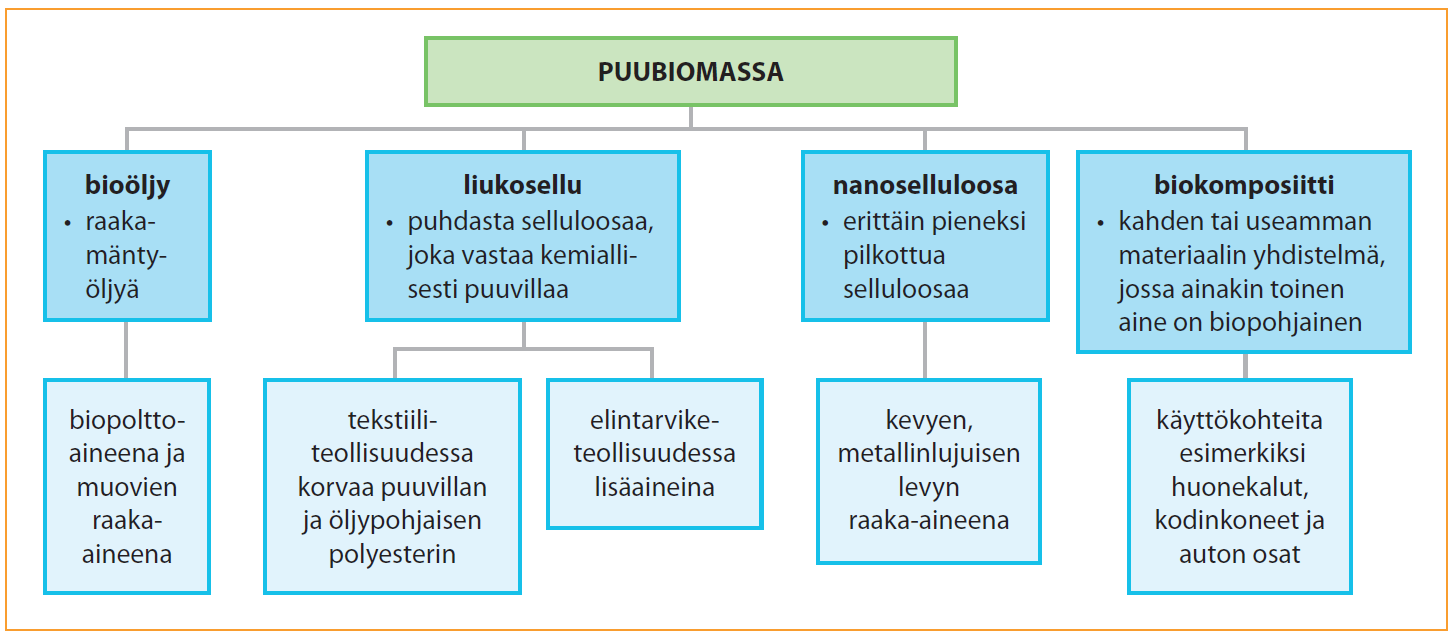 PUUBIOMASSA
bioöljy
• raaka-
mänty-
öljyä
liukosellu
• puhdasta selluloosaa,
joka vastaa kemialli-
sesti puuvillaa
nanoselluloosa
• erittäin pieneksi
pilkottua
selluloosaa
biokomposiitti
• kahden tai useamman
materiaalin yhdistelmä,
jossa ainakin toinen
aine on biopohjainen
biopoltto-
aineena ja
muovien
raaka-
aineena
tekstiili-
teollisuudessa
korvaa puuvillan
ja öljypohjaisen
polyesterin
elintarvike-
teollisuudessa
lisäaineina
kevyen,
metallinlujuisen
levyn
raaka-aineena
käyttökohteita
esimerkiksi
huonekalut,
kodinkoneet ja
auton osat